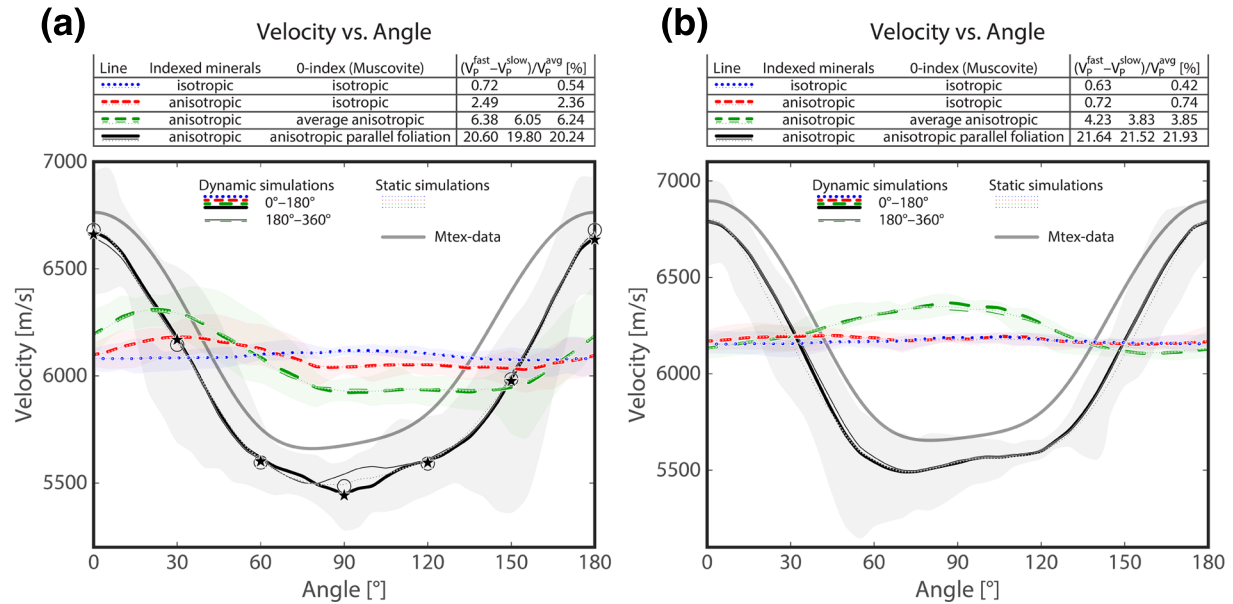 (a)
Velocity vs. Angle
Line Indexed minerals 0-index (Muscovite) (V_P^fast–V_P^slow)/V_P^avg [%]
isotropic isotropic 0.72 0.54
anisotropic isotropic 2.49 2.36
anisotropic average anisotropic 6.38 6.05 6.24
anisotropic anisotropic parallel foliation 20.60 19.80 20.24
7000
6500
6000
5500
Velocity [m/s]
Dynamic simulations Static simulations
0°–180°
180°–360°
Mtex-data
0 30 60 90 120 150 180
Angle [°]
(b)
Velocity vs. Angle
Line Indexed minerals 0-index (Muscovite) (V_P^fast–V_P^slow)/V_P^avg [%]
isotropic isotropic 0.63 0.42
anisotropic isotropic 0.72 0.74
anisotropic average anisotropic 4.23 3.83 3.85
anisotropic anisotropic parallel foliation 21.64 21.52 21.93
7000
6500
6000
5500
Velocity [m/s]
Dynamic simulations Static simulations
0°–180°
180°–360°
Mtex-data
0 30 60 90 120 150 180
Angle [°]